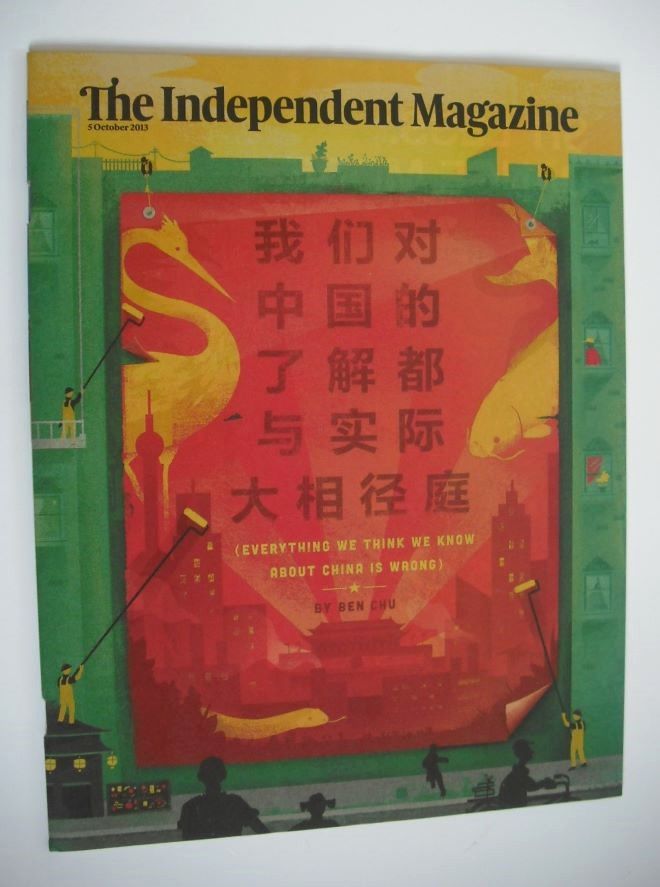 The Independent Magazine
5 October 2013
我们对
中国的
了解都
与实际
大相径庭
(EVERYTHING WE THINK WE KNOW
ABOUT CHINA IS WRONG)
BY BEN CHU